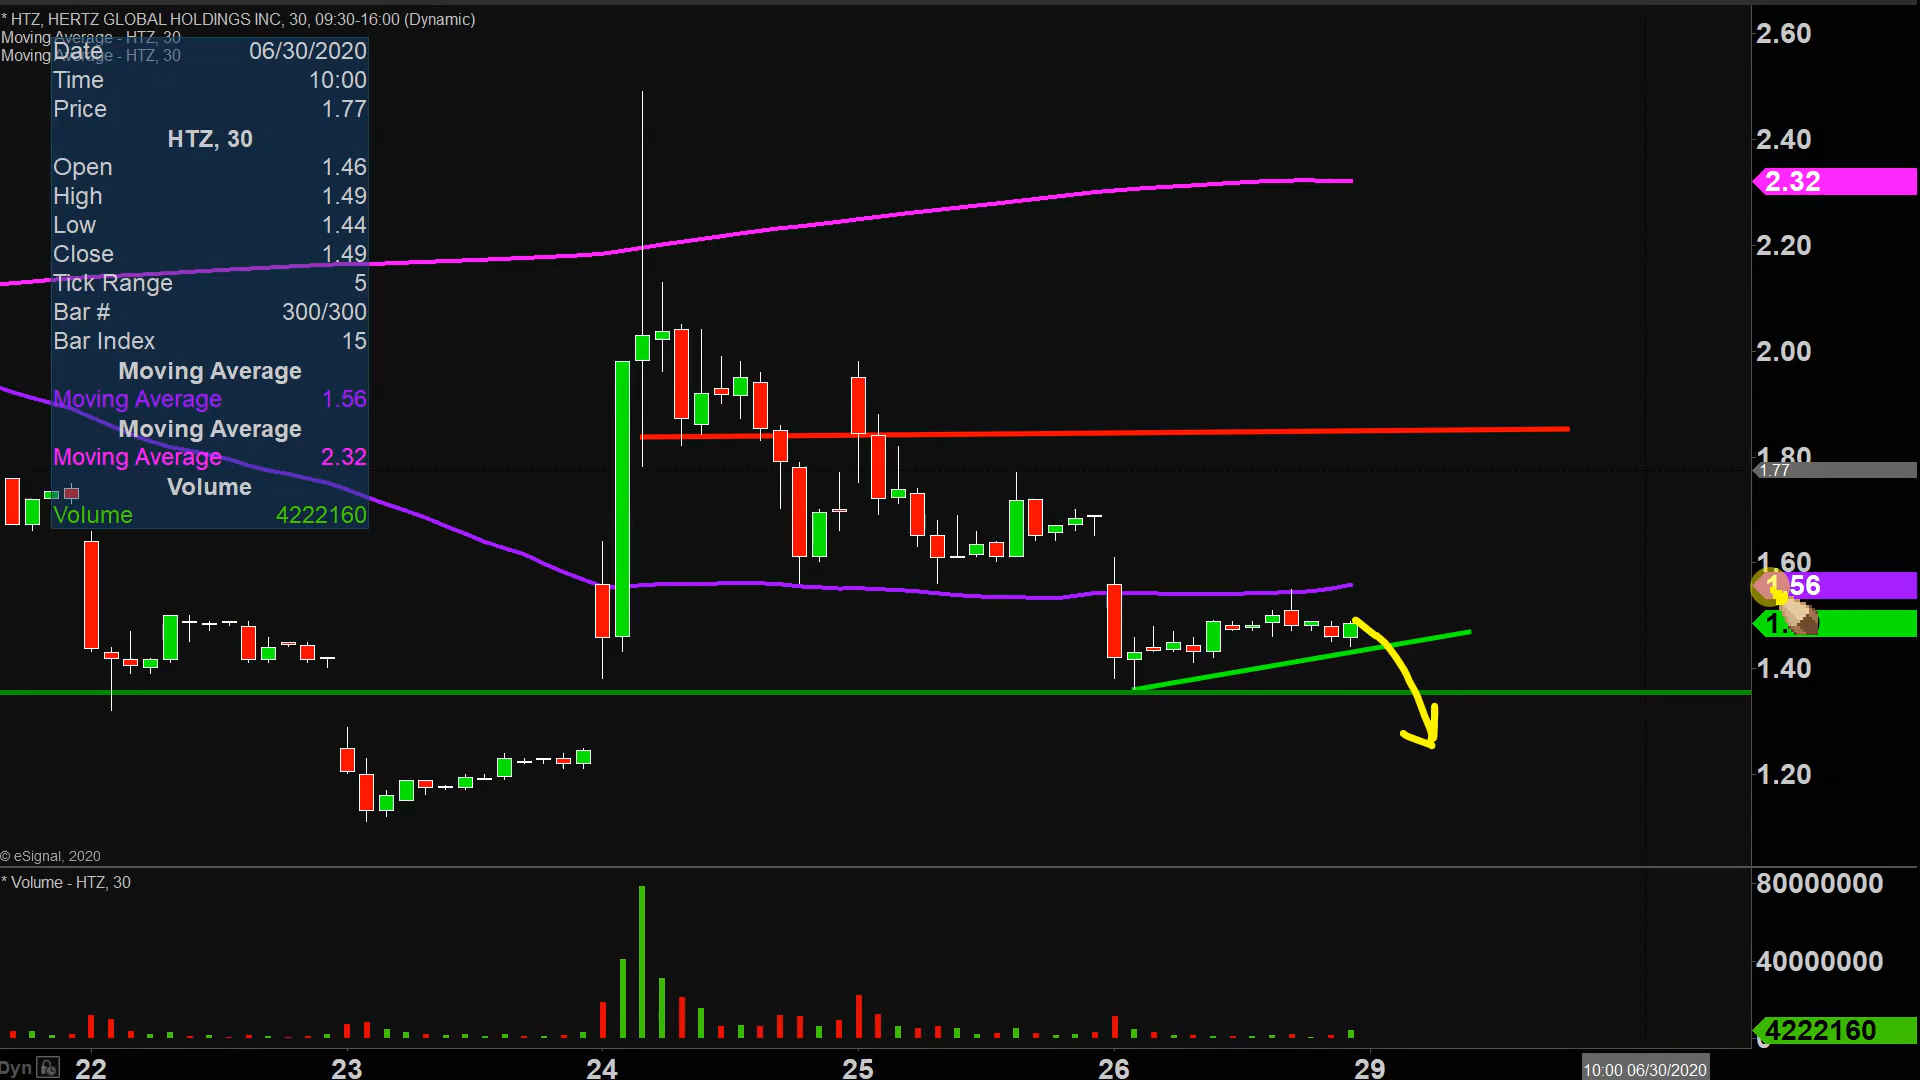 * HTZ, HERTZ GLOBAL HOLDINGS INC, 30, 09:30-16:00 (Dynamic)
Moving Average - HTZ, 30
Moving Average - HTZ, 30
Date 06/30/2020
Time 10:00
Price 1.77
HTZ, 30
Open 1.46
High 1.49
Low 1.44
Close 1.49
Tick Range 5
Bar # 300/300
Bar Index 15
Moving Average
Moving Average 1.56
Moving Average
Moving Average 2.32
Volume
Volume 4222160
2.60
2.40
2.32
2.20
2.00
1.80
1.77
1.60
1.56
1.40
1.20
© eSignal, 2020
* Volume - HTZ, 30
80000000
40000000
4222160
0
Dyn 22 23 24 25 26 29 10:00 06/30/2020